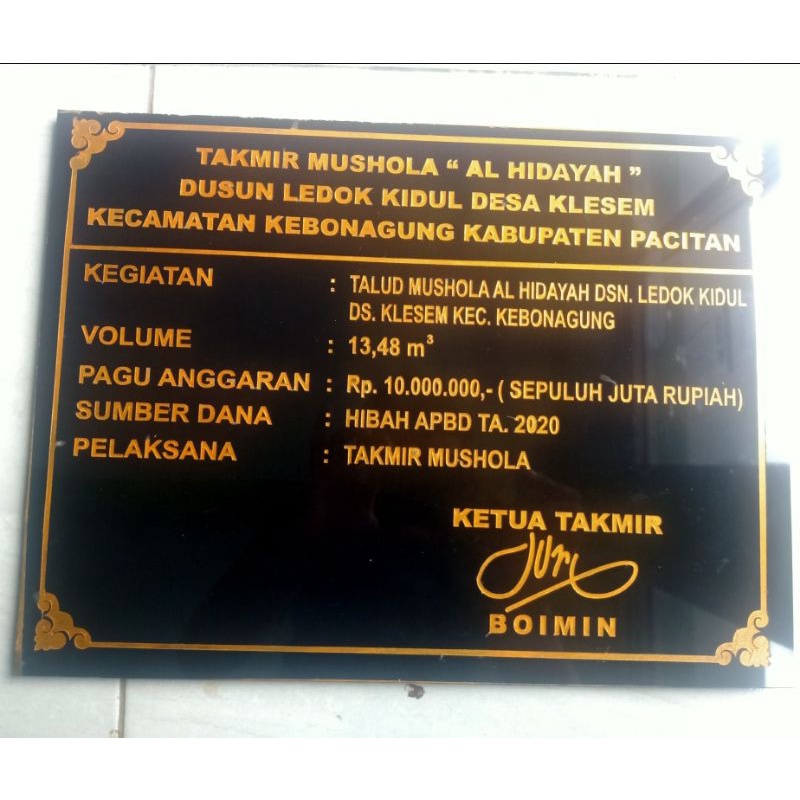 TAKMIR MUSHOLA “ AL HIDAYAH ”
DUSUN LEDOK KIDUL DESA KLESEM
KECAMATAN KEBONAGUNG KABUPATEN PACITAN
KEGIATAN : TALUD MUSHOLA AL HIDAYAH DSN. LEDOK KIDUL
DS. KLESEM KEC. KEBONAGUNG
VOLUME : 13,48 m³
PAGU ANGGARAN : Rp. 10.000.000,- ( SEPULUH JUTA RUPIAH)
SUMBER DANA : HIBAH APBD TA. 2020
PELAKSANA : TAKMIR MUSHOLA
KETUA TAKMIR
BOIMIN